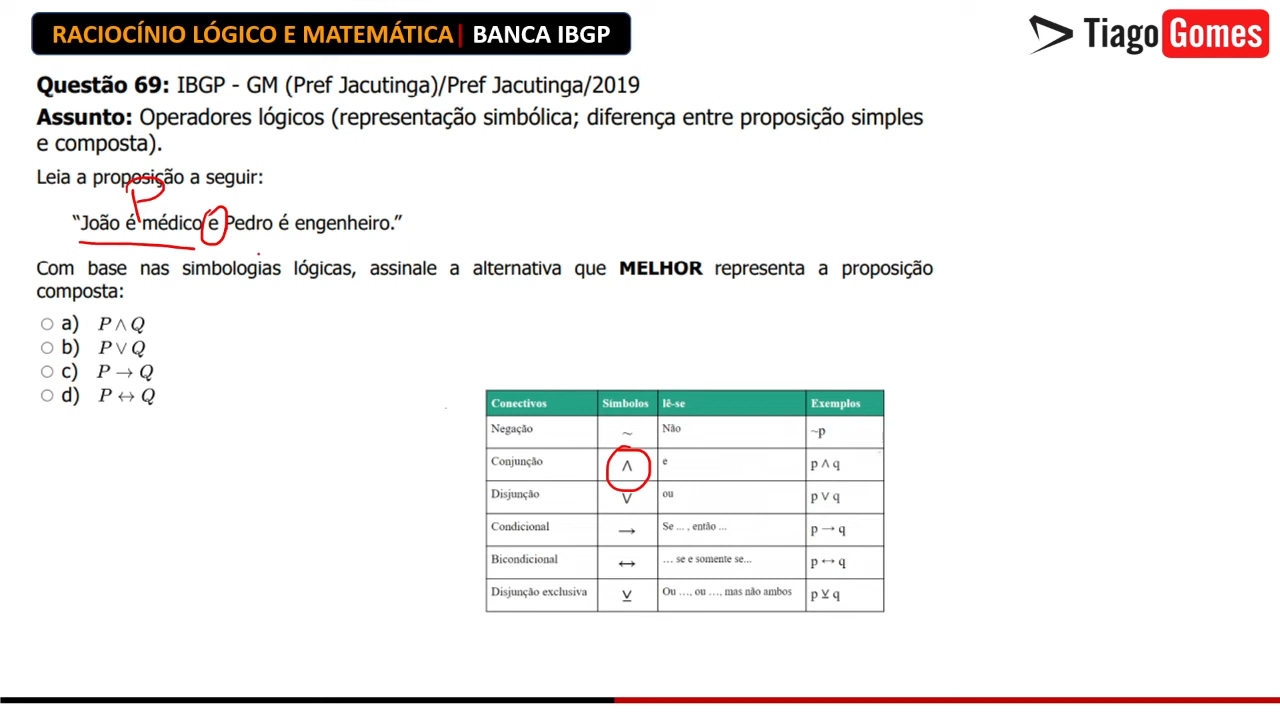 RACIOCÍNIO LÓGICO E MATEMÁTICA | BANCA IBGP
Tiago Gomes
Questão 69: IBGP - GM (Pref Jacutinga)/Pref Jacutinga/2019
Assunto: Operadores lógicos (representação simbólica; diferença entre proposição simples
e composta).
Leia a proposição a seguir:
P
“João é médico e Pedro é engenheiro.”
Com base nas simbologias lógicas, assinale a alternativa que MELHOR representa a proposição
composta:
a) P ∧ Q
b) P ∨ Q
c) P → Q
d) P ↔ Q
Conectivos Símbolos lê-se Exemplos
Negação ~ Não ~p
Conjunção ∧ e p ∧ q
Disjunção ∨ ou p ∨ q
Condicional → Se ... , então ... p → q
Bicondicional ↔ ... se e somente se... p ↔ q
Disjunção exclusiva ⊻ Ou ..., ou ..., mas não ambos p ⊻ q